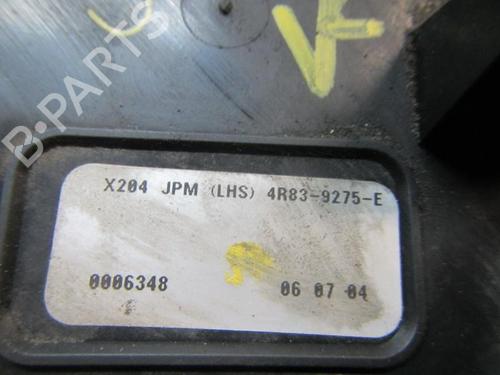 B-PARTS
X204 JPM (LHS) 4R83-9275-E
0006348 06 07 04